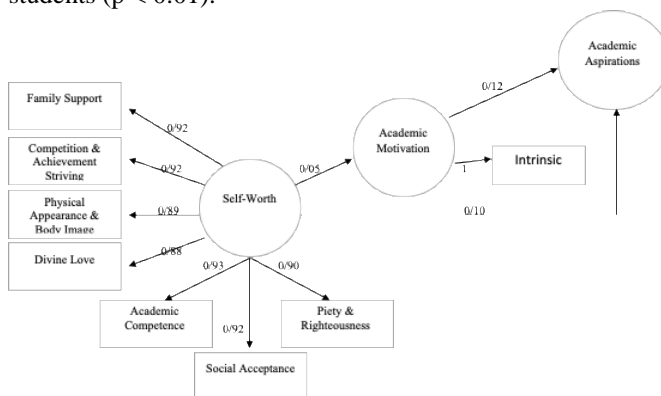 students (p < 0.01).
Academic
Aspirations
0/12
Family Support
0/92
Academic
Motivation
Competition &
Achievement
Striving
0/92
0/05
1
Intrinsic
Self-Worth
Physical
Appearance &
Body Image
0/89
0/10
Divine Love
0/88
0/93
0/90
Academic
Competence
Piety &
Righteousness
0/92
Social Acceptance